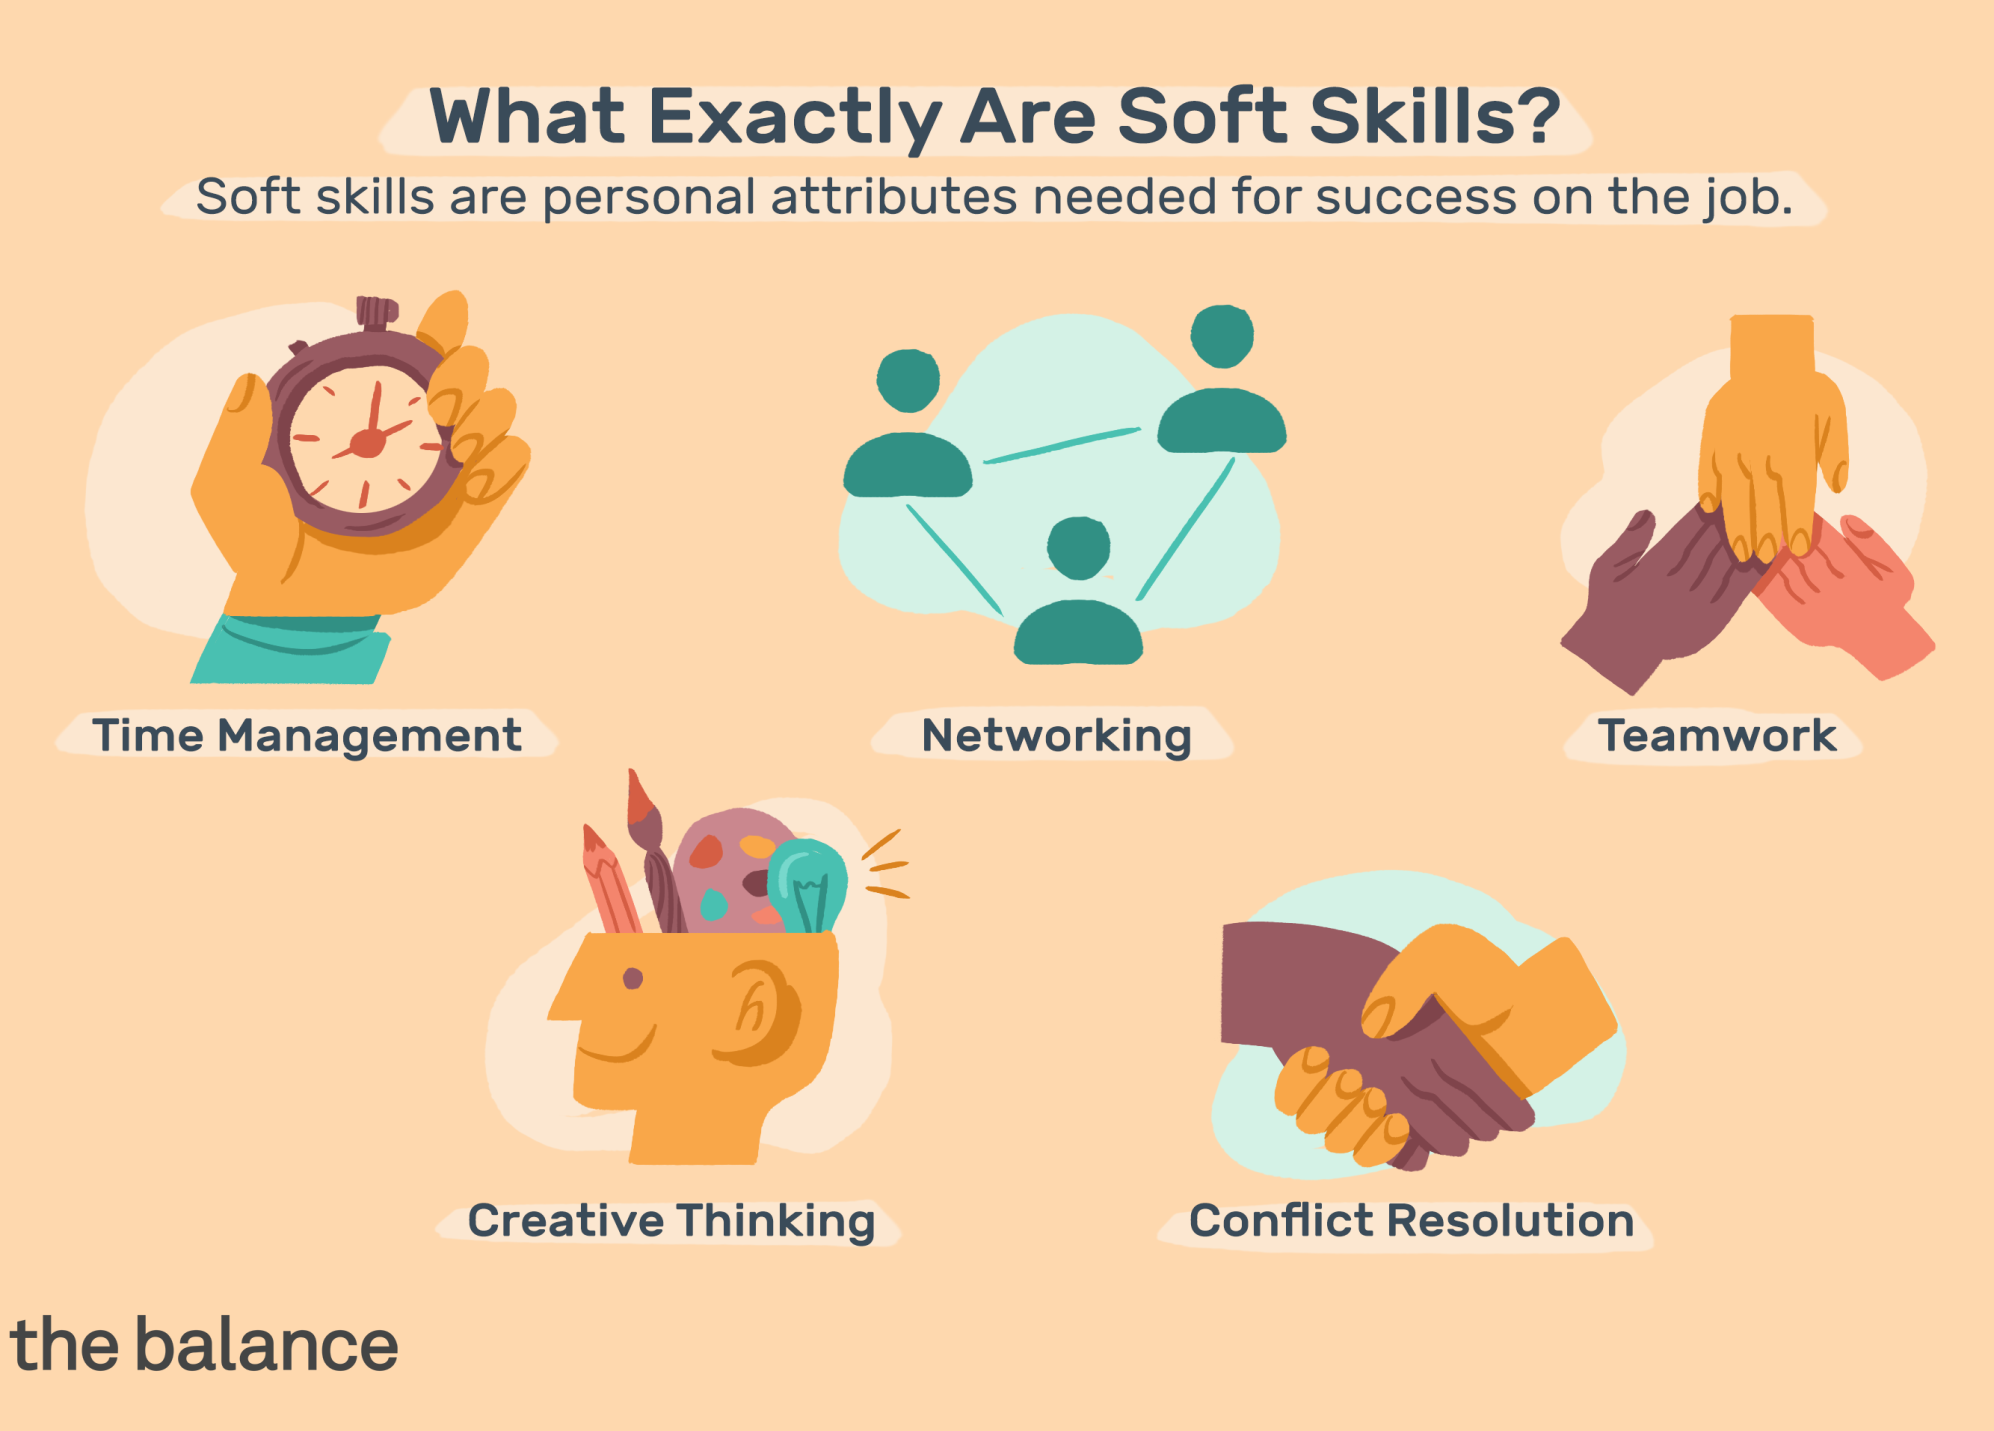 What Exactly Are Soft Skills?
Soft skills are personal attributes needed for success on the job.
Time Management
Networking
Teamwork
Creative Thinking
Conflict Resolution
the balance